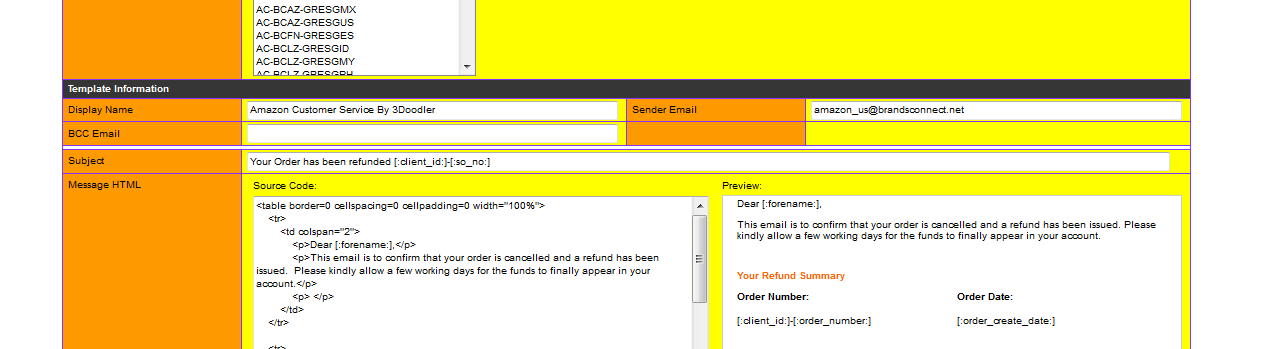 AC-BCAZ-GRESGMX
AC-BCAZ-GRESGUS
AC-BCFN-GRESGES
AC-BCLZ-GRESGID
AC-BCLZ-GRESGMY
AC-BCLZ-GRESGPH
Template Information
Display Name Amazon Customer Service By 3Doodler Sender Email amazon_us@brandsconnect.net
BCC Email
Subject Your Order has been refunded [:client_id:]-[:so_no:]
Message HTML
Source Code:
<table border=0 cellspacing=0 cellpadding=0 width="100%">
<tr>
<td colspan="2">
<p>Dear [:forename:],</p>
<p>This email is to confirm that your order is cancelled and a refund has been
issued.  Please kindly allow a few working days for the funds to finally appear in your
account.</p>
<p> </p>
</td>
</tr>
<tr>
Preview:
Dear [:forename:],
This email is to confirm that your order is cancelled and a refund has been issued. Please
kindly allow a few working days for the funds to finally appear in your account.
Your Refund Summary
Order Number: Order Date:
[:client_id:]-[:order_number:] [:order_create_date:]